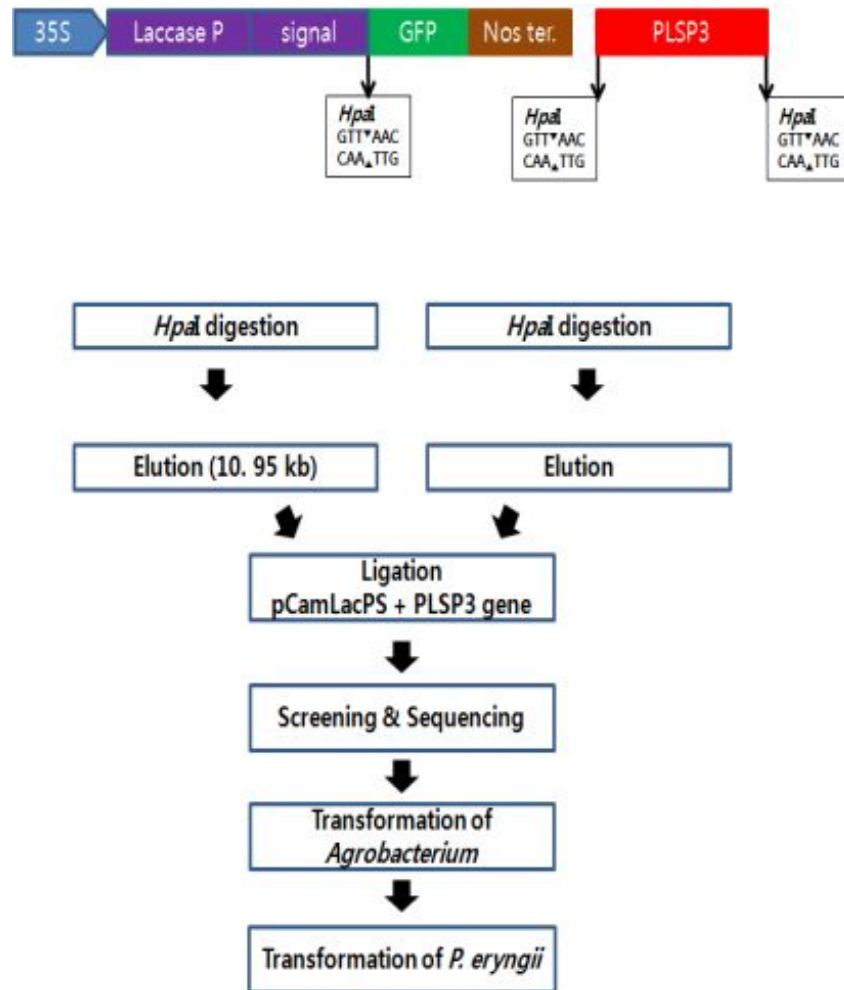 35S Laccase P signal GFP Nos ter. PLSP3
HpaI
GTT▼AAC
CAA▲TTG
HpaI
GTT▼AAC
CAA▲TTG
HpaI
GTT▼AAC
CAA▲TTG
HpaI digestion
HpaI digestion
Elution (10. 95 kb)
Elution
Ligation
pCamLacPS + PLSP3 gene
Screening & Sequencing
Transformation of
Agrobacterium
Transformation of P. eryngii